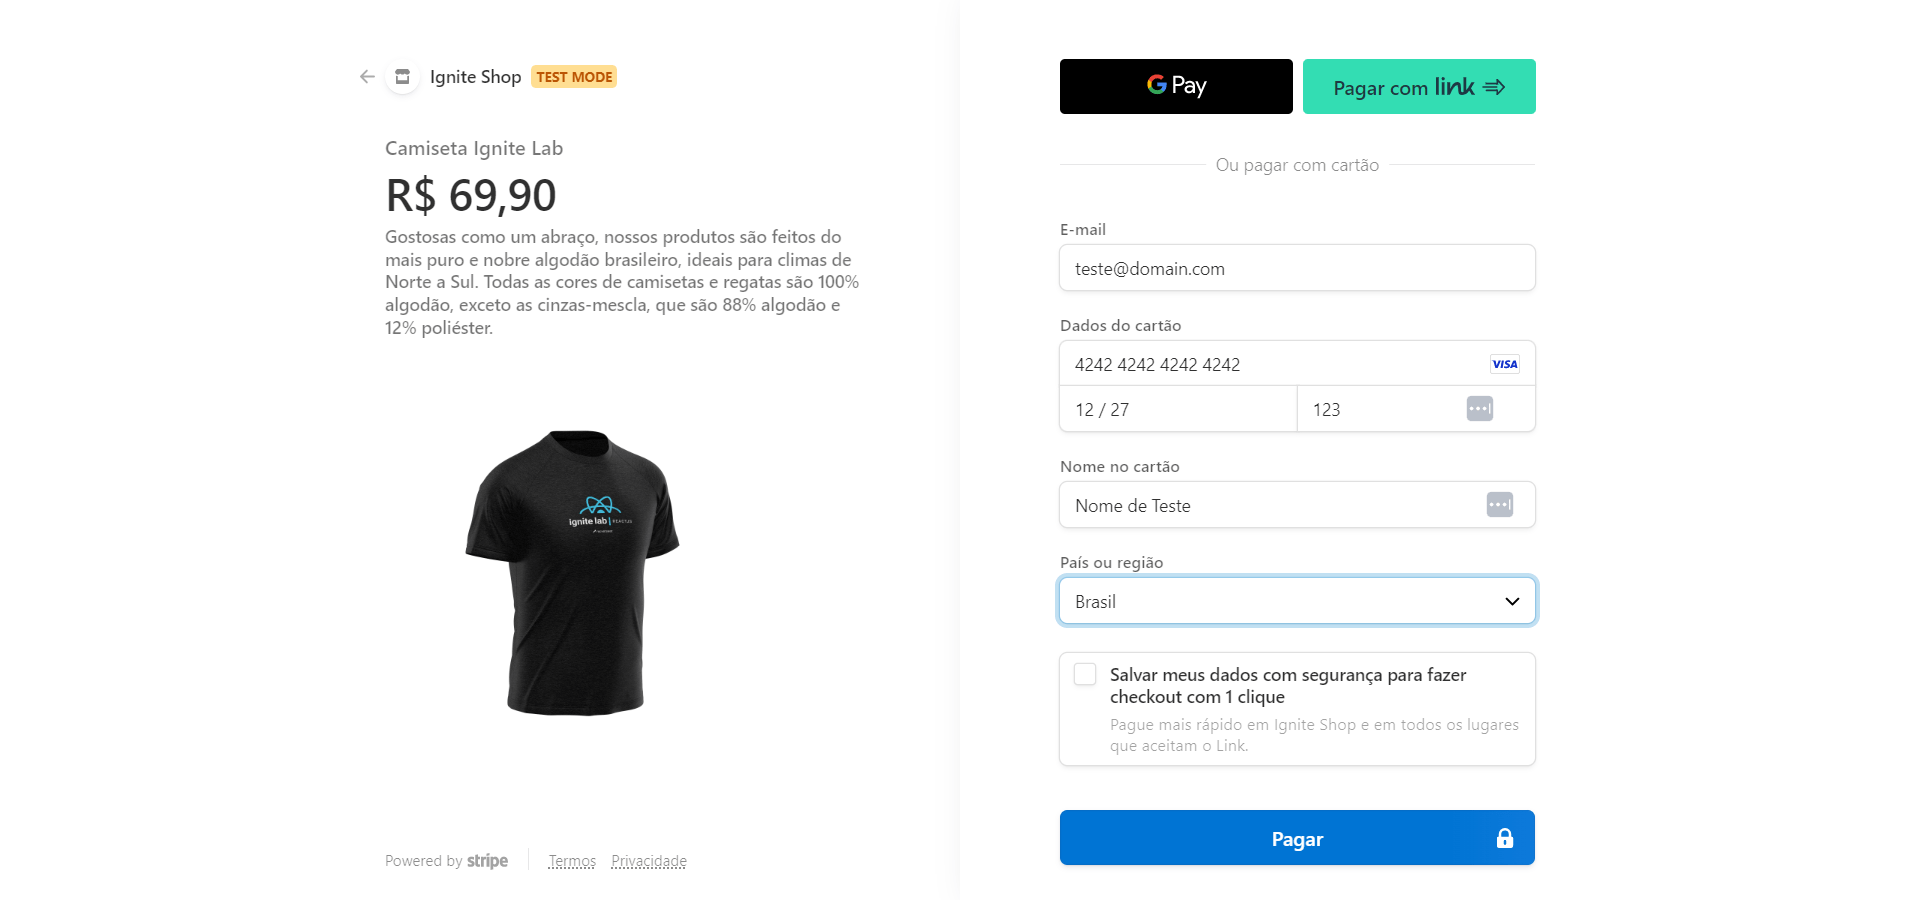 Ignite Shop TEST MODE
Camiseta Ignite Lab
R$ 69,90
Gostosas como um abraço, nossos produtos são feitos do
mais puro e nobre algodão brasileiro, ideais para climas de
Norte a Sul. Todas as cores de camisetas e regatas são 100%
algodão, exceto as cinzas-mescla, que são 88% algodão e
12% poliéster.
ignite lab
Powered by stripe Termos Privacidade
G Pay Pagar com link
Ou pagar com cartão
E-mail
teste@domain.com
Dados do cartão
4242 4242 4242 4242 VISA
12 / 27 123
Nome no cartão
Nome de Teste
País ou região
Brasil
Salvar meus dados com segurança para fazer
checkout com 1 clique
Pague mais rápido em Ignite Shop e em todos os lugares
que aceitam o Link.
Pagar